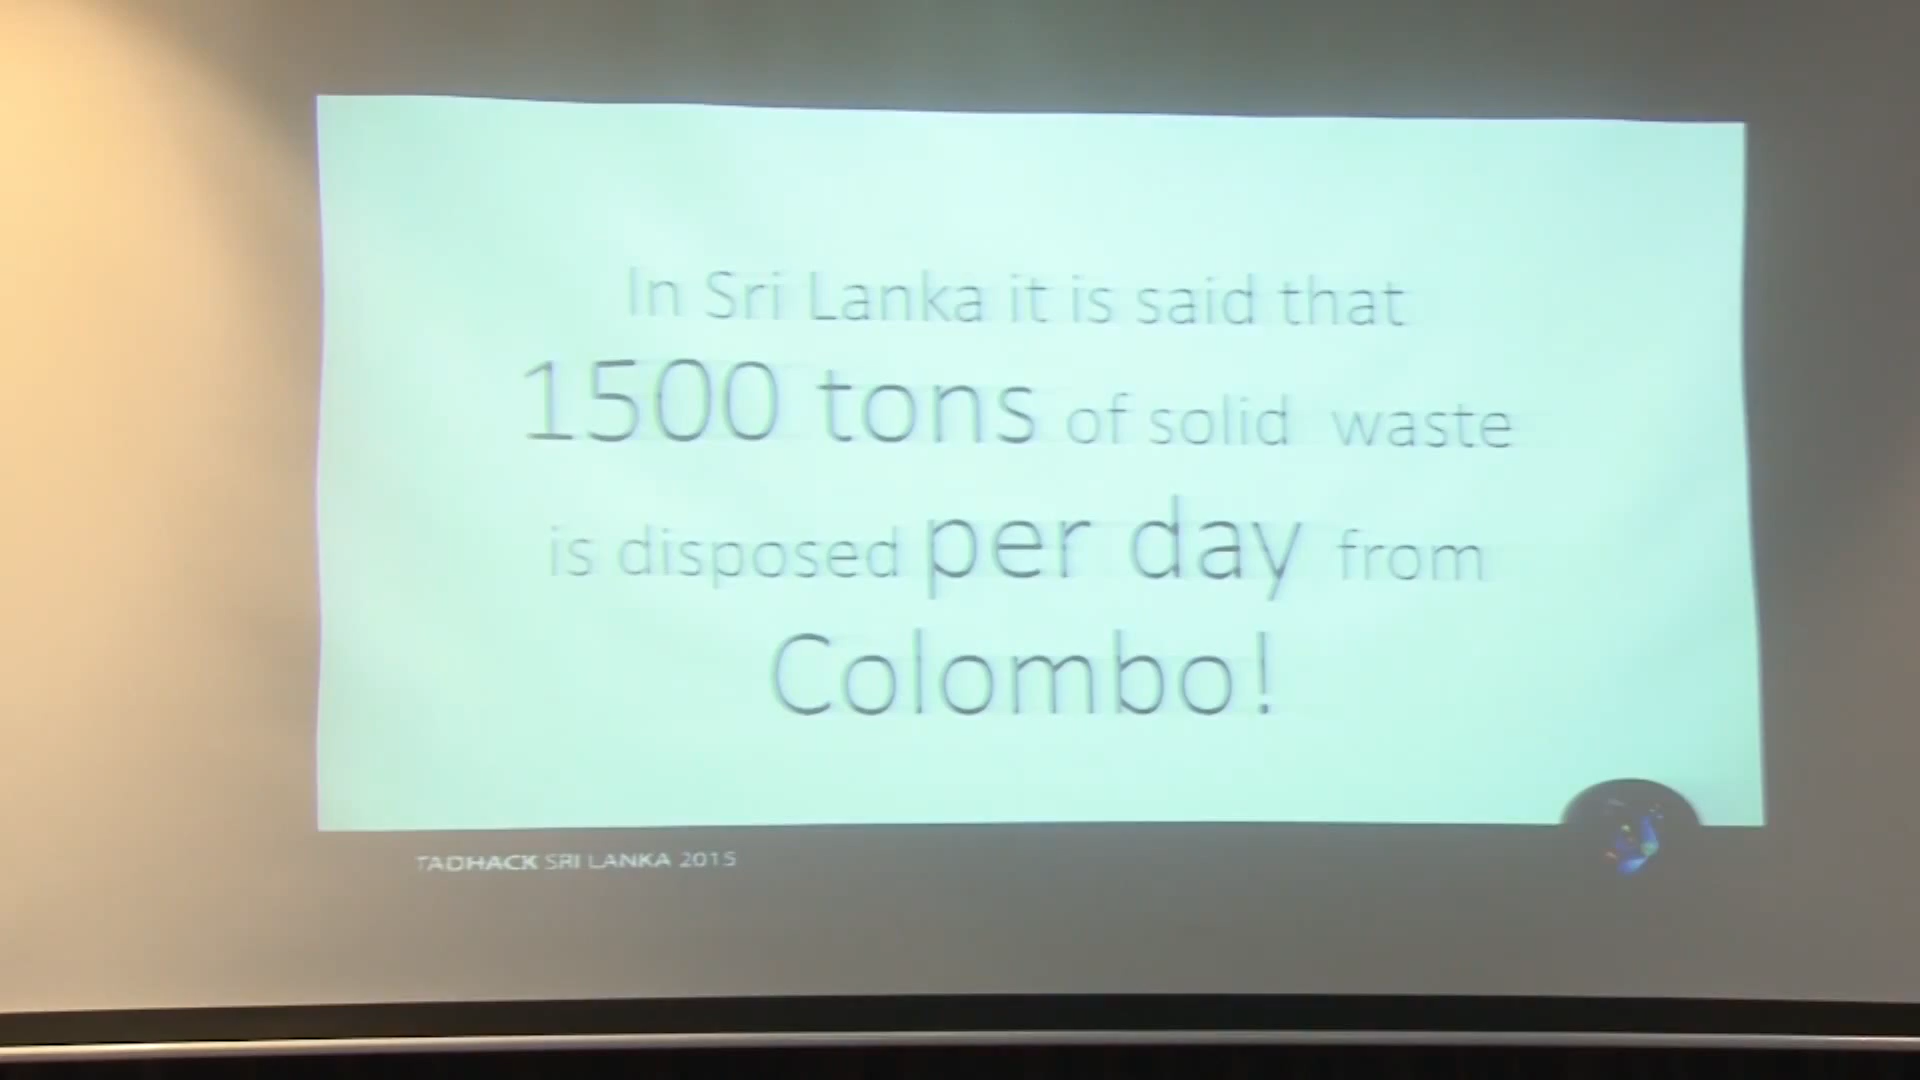 In Sri Lanka it is said that
1500 tons of solid waste
is disposed per day from
Colombo!
TADHACK SRI LANKA 2015